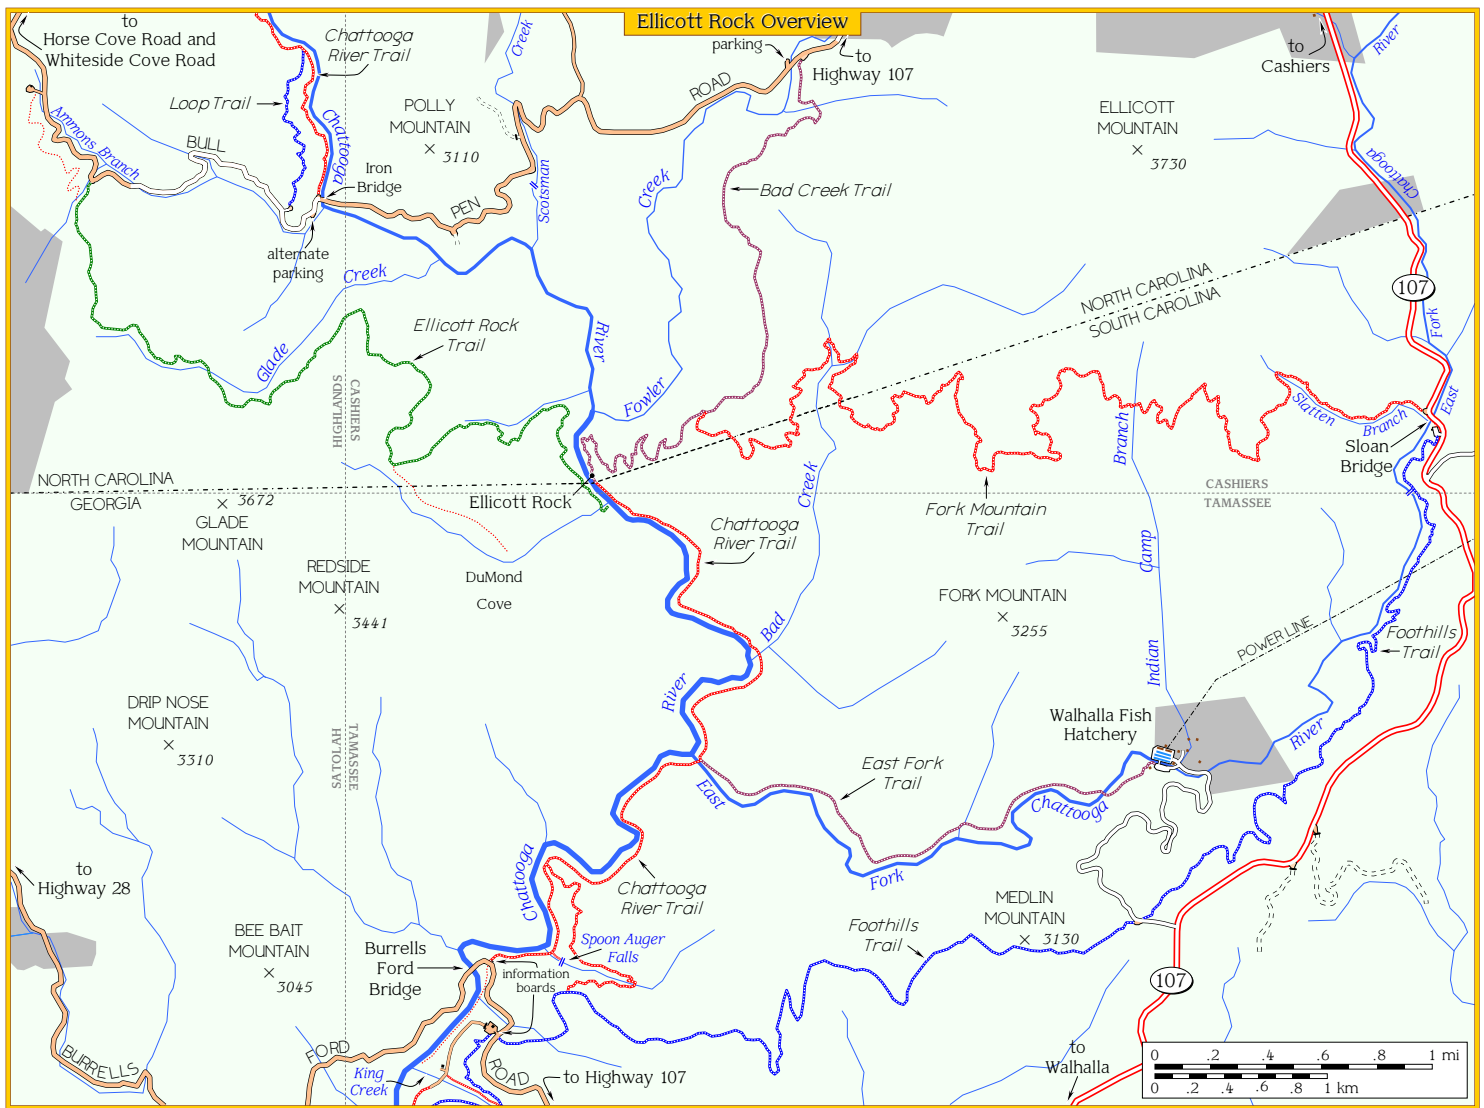 Ellicott Rock Overview
to
Horse Cove Road and
Whiteside Cove Road
Chattooga
River Trail
Loop Trail
Ammons Branch
BULL
Chattooga
POLLY
MOUNTAIN
3110
Iron
Bridge
PEN
ROAD
alternate
parking
Creek
Scotsman
parking
to
Highway 107
Creek
Fowler
Bad Creek Trail
ELLICOTT
MOUNTAIN
3730
to
Cashiers
River
Chattooga
Fork
East
107
NORTH CAROLINA
SOUTH CAROLINA
Glade
Creek
Ellicott Rock
Trail
River
CASHIERS
HIGHLANDS
NORTH CAROLINA
GEORGIA
3672
GLADE
MOUNTAIN
Ellicott Rock
REDSIDE
MOUNTAIN
3441
DuMond
Cove
Chattooga
River Trail
Creek
Bad
Fork Mountain
Trail
Branch
Camp
Indian
Slatten
Branch
Sloan
Bridge
CASHIERS
TAMASSEE
FORK MOUNTAIN
3255
POWER LINE
Foothills
Trail
DRIP NOSE
MOUNTAIN
3310
TAMASSEE
SATOLAH
River
East
Fork
Chattooga
River
Walhalla Fish
Hatchery
East Fork
Trail
to
Highway 28
Chattooga
Chattooga
River Trail
BEE BAIT
MOUNTAIN
3045
Burrells
Ford
Bridge
information
boards
Spoon Auger
Falls
Foothills
Trail
MEDLIN
MOUNTAIN
3130
107
BURRELLS
FORD
ROAD
King
Creek
to Highway 107
to
Walhalla
0 .2 .4 .6 .8 1 mi
0 .2 .4 .6 .8 1 km